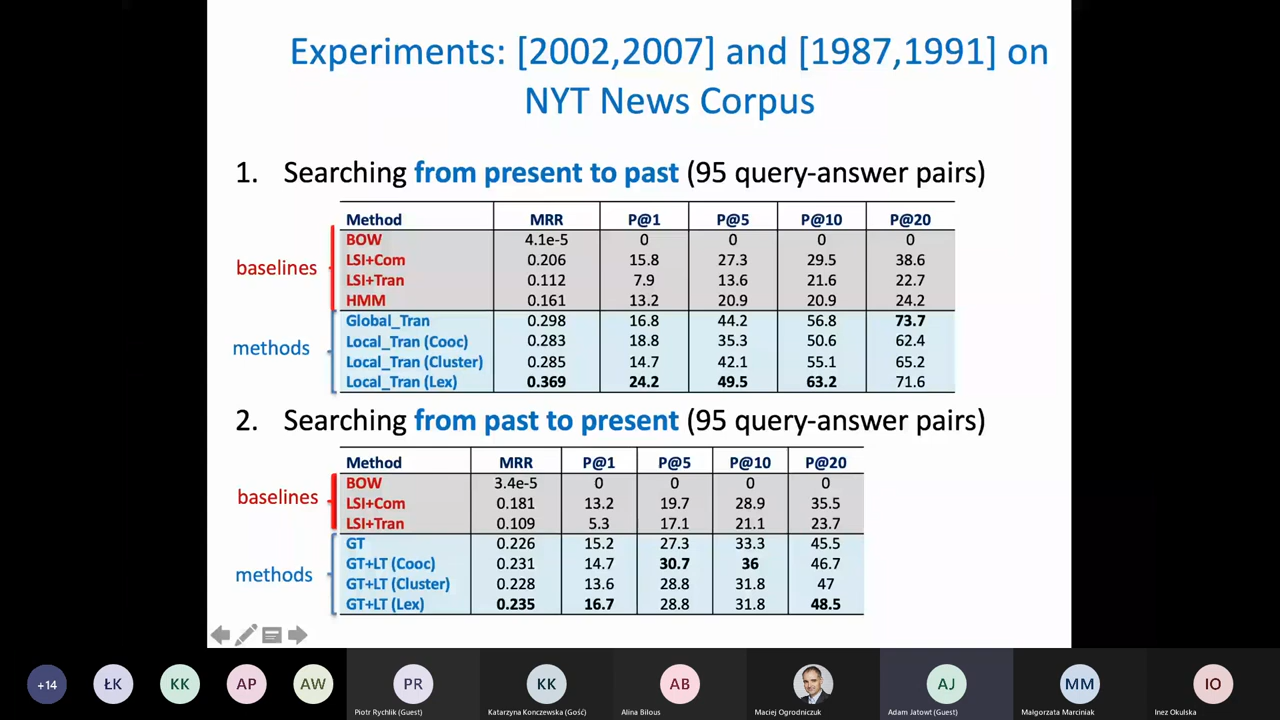 Experiments: [2002,2007] and [1987,1991] on
NYT News Corpus
1. Searching from present to past (95 query-answer pairs)
Method MRR P@1 P@5 P@10 P@20
baselines
BOW 4.1e-5 0 0 0 0
LSI+Com 0.206 15.8 27.3 29.5 38.6
LSI+Tran 0.112 7.9 13.6 21.6 22.7
HMM 0.161 13.2 20.9 20.9 24.2
methods
Global_Tran 0.298 16.8 44.2 56.8 73.7
Local_Tran (Cooc) 0.283 18.8 35.3 50.6 62.4
Local_Tran (Cluster) 0.285 14.7 42.1 55.1 65.2
Local_Tran (Lex) 0.369 24.2 49.5 63.2 71.6
2. Searching from past to present (95 query-answer pairs)
Method MRR P@1 P@5 P@10 P@20
baselines
BOW 3.4e-5 0 0 0 0
LSI+Com 0.181 13.2 19.7 28.9 35.5
LSI+Tran 0.109 5.3 17.1 21.1 23.7
methods
GT 0.226 15.2 27.3 33.3 45.5
GT+LT (Cooc) 0.231 14.7 30.7 36 46.7
GT+LT (Cluster) 0.228 13.6 28.8 31.8 47
GT+LT (Lex) 0.235 16.7 28.8 31.8 48.5
+14 ŁK KK AP AW PR KK AB AJ MM IO
Piotr Rychlik (Guest) Katarzyna Konczewska (Gość) Alina Bilous Maciej Ogrodniczuk Adam Jatowt (Guest) Małgorzata Marciniak Inez Okulska